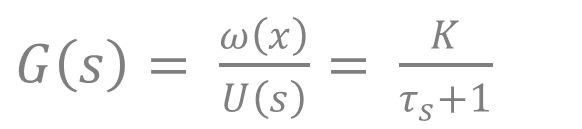 G(s) = ω(x)/U(s) = K/τₛ+1